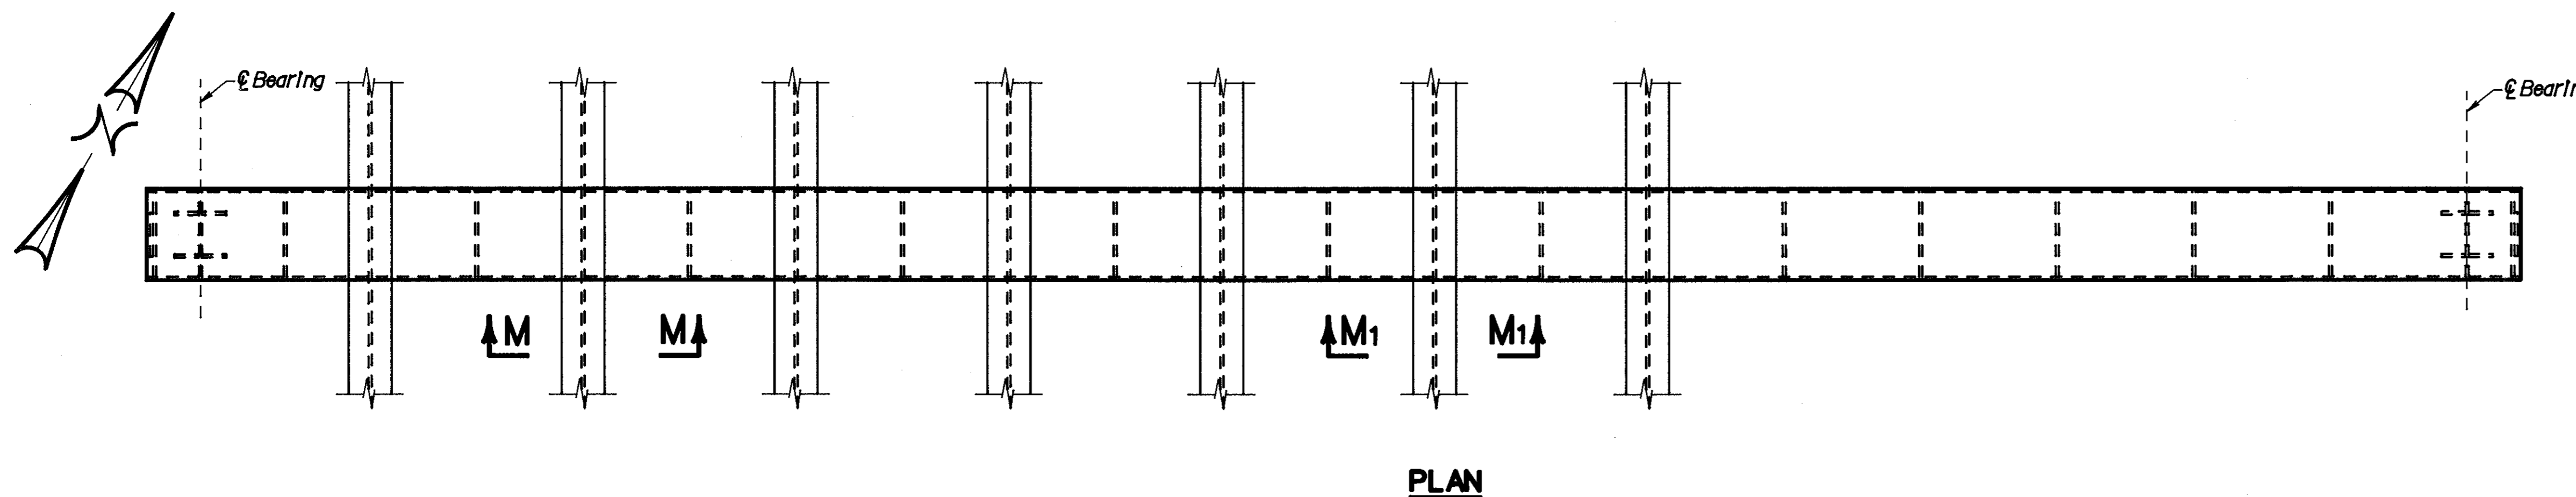 ℄ Bearing
℄ Bearin
N
M M M1 M1
PLAN